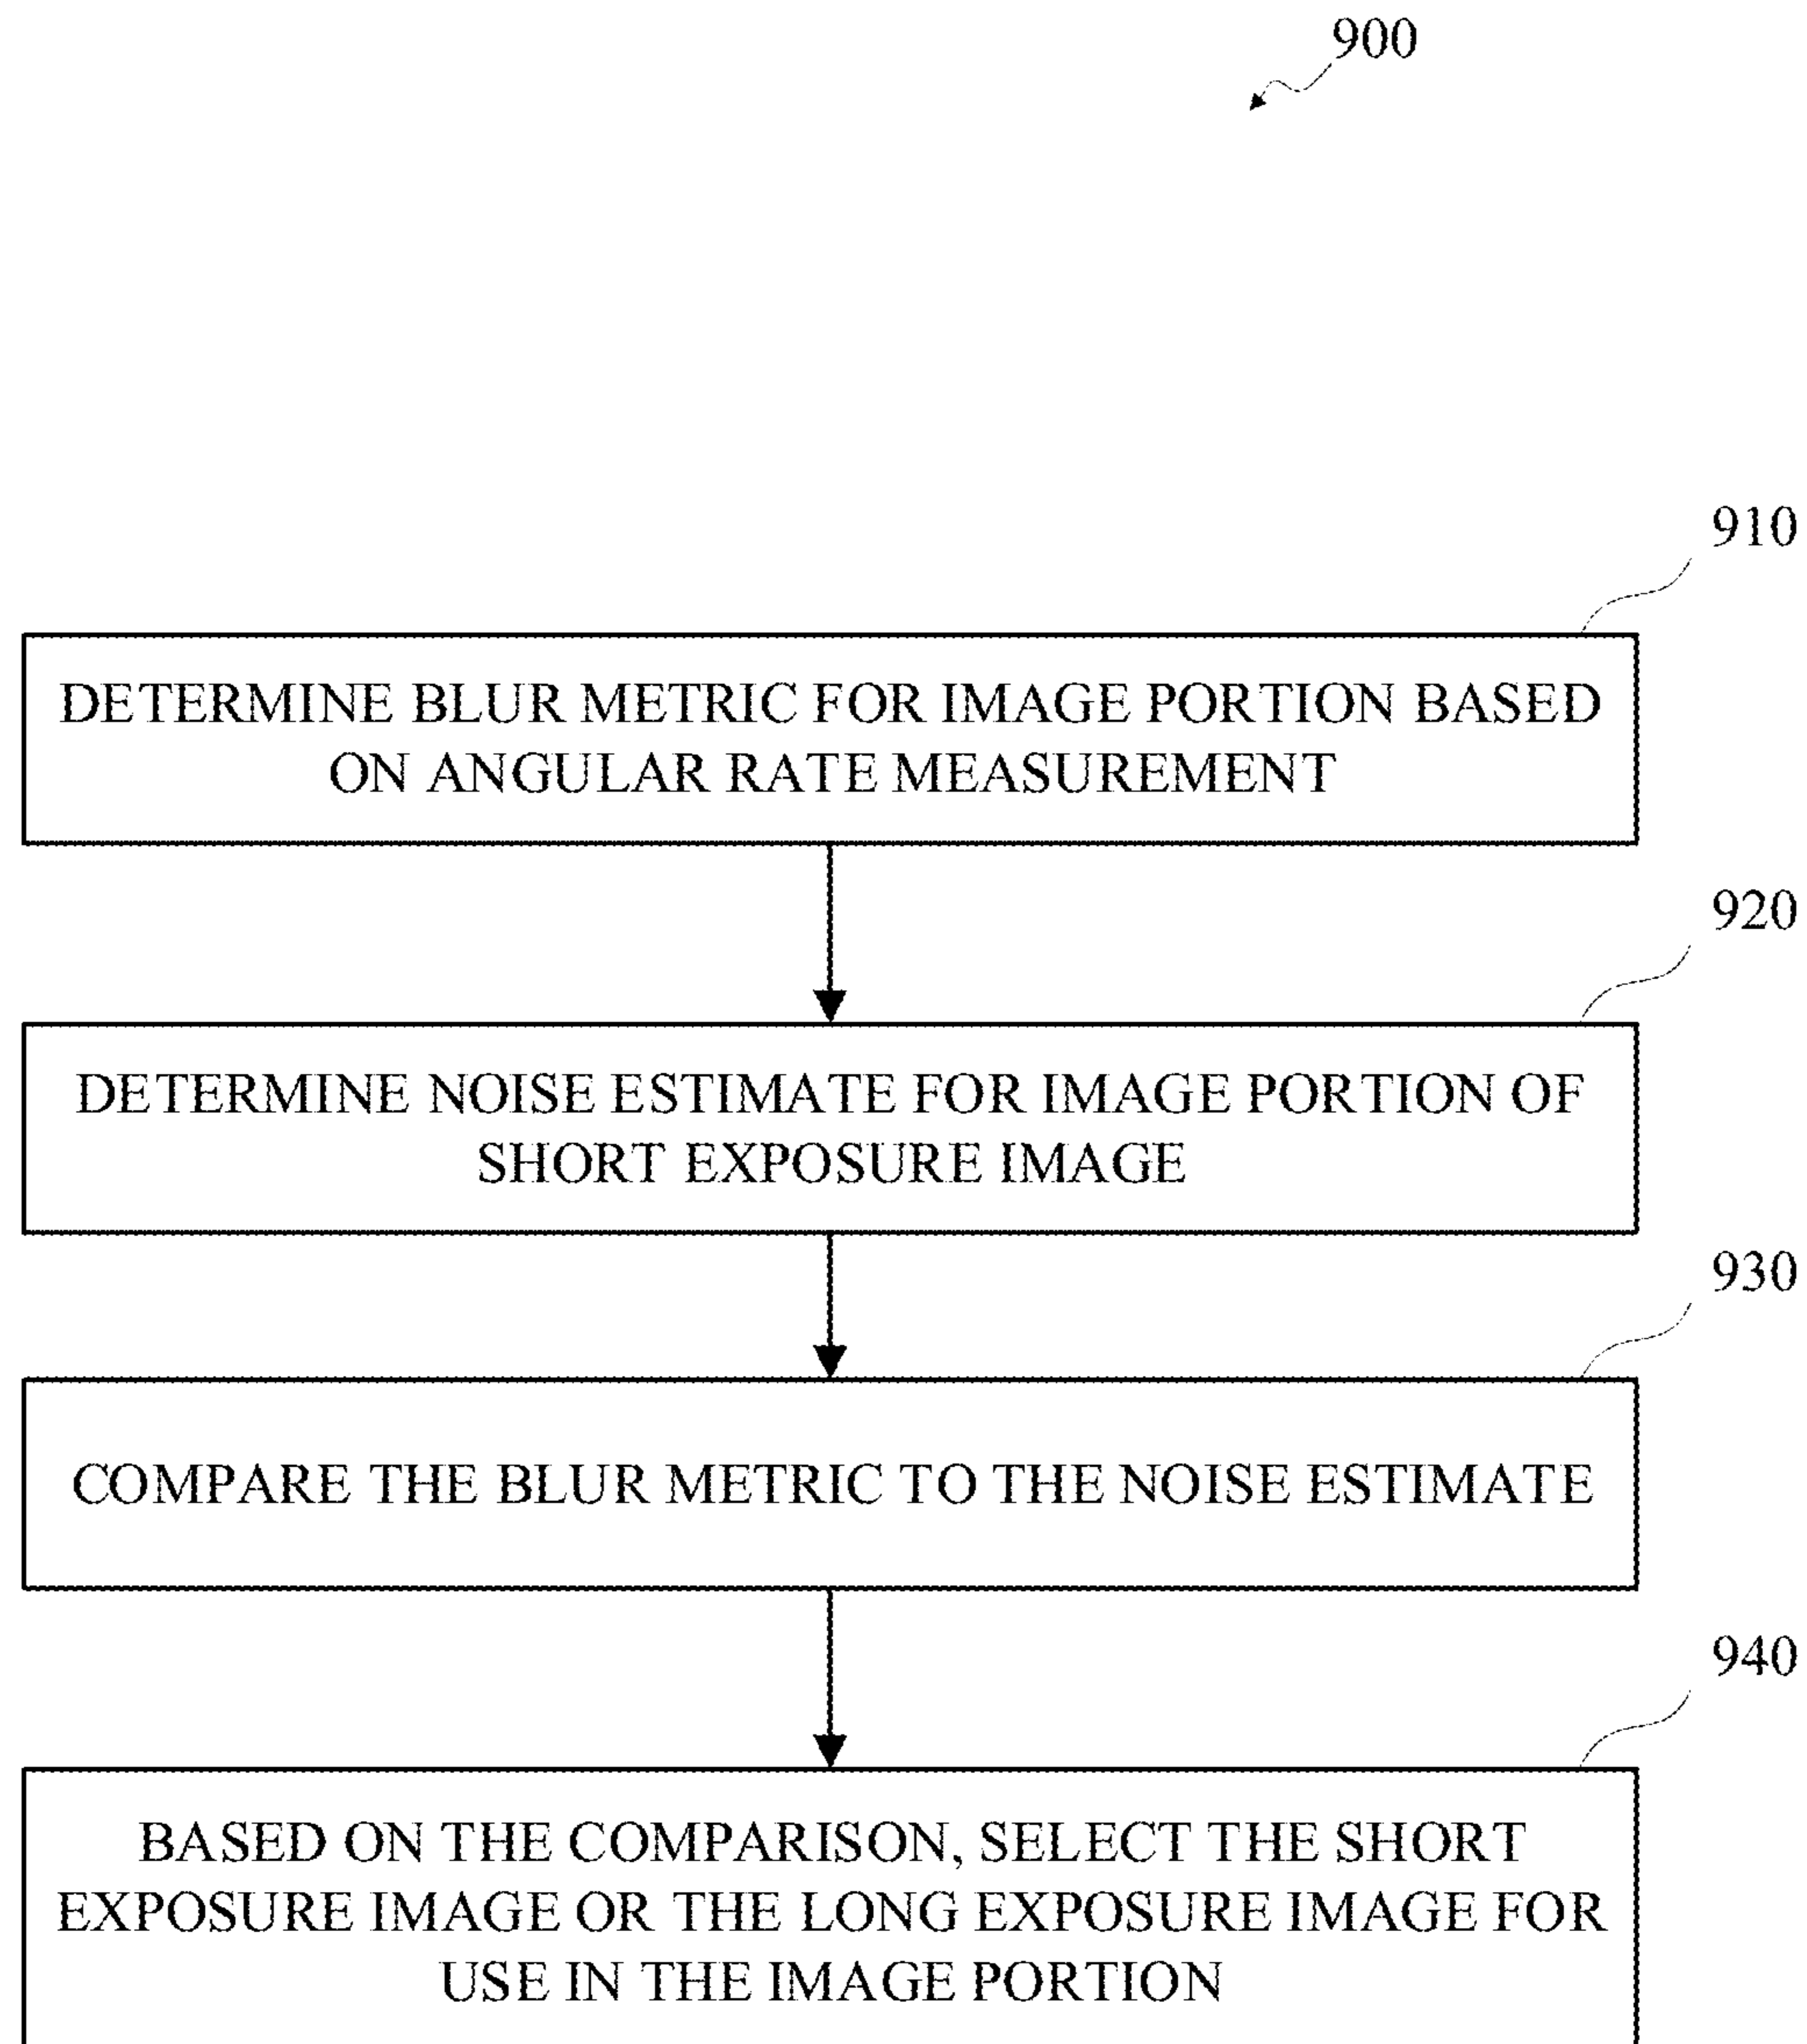 900
910
DETERMINE BLUR METRIC FOR IMAGE PORTION BASED
ON ANGULAR RATE MEASUREMENT
920
DETERMINE NOISE ESTIMATE FOR IMAGE PORTION OF
SHORT EXPOSURE IMAGE
930
COMPARE THE BLUR METRIC TO THE NOISE ESTIMATE
940
BASED ON THE COMPARISON, SELECT THE SHORT
EXPOSURE IMAGE OR THE LONG EXPOSURE IMAGE FOR
USE IN THE IMAGE PORTION